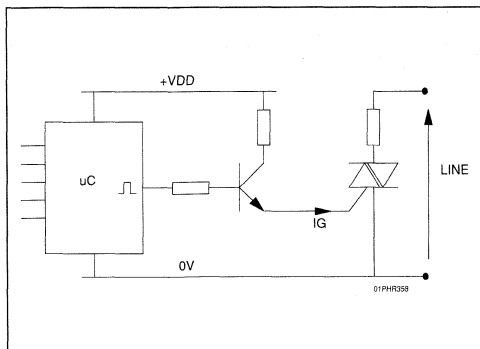 +VDD
uC
LINE
IG
0V
01PHR358